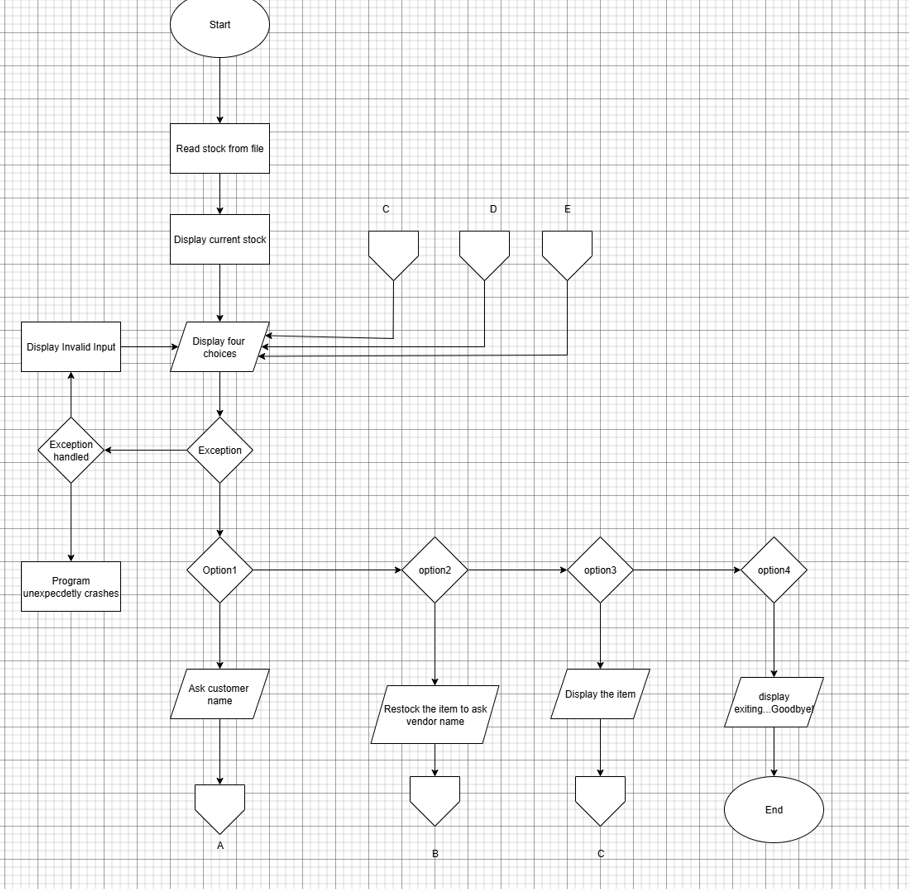 Start
Read stock from file
C
D
E
Display current stock
Display Invalid Input
Display four
choices
Exception
handled
Exception
Option1
option2
option3
option4
Program
unexpecdetly crashes
Ask customer
name
Restock the item to ask
vendor name
Display the item
display
exiting...Goodbye!
End
A
B
C